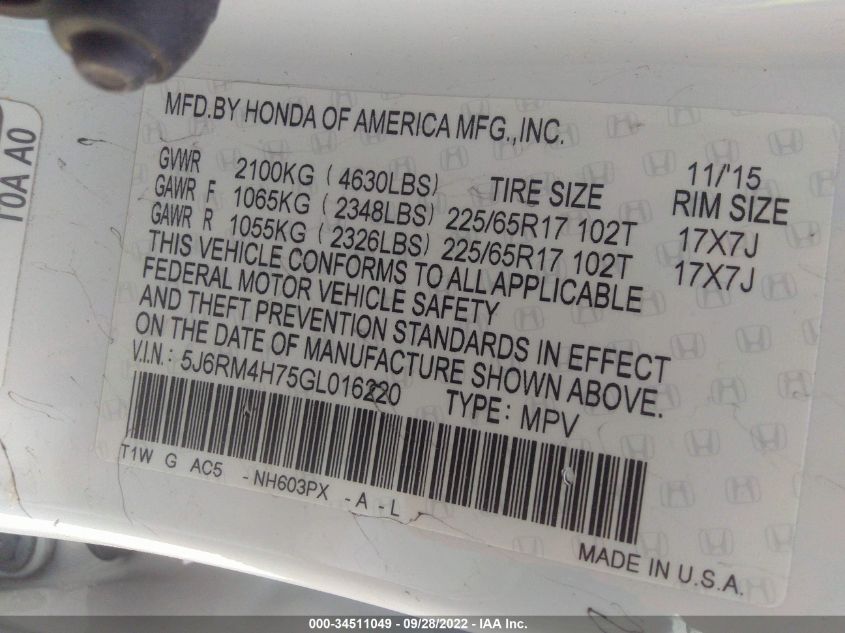 10A A0
MFD.BY HONDA OF AMERICA MFG.,INC.
11/'15
GVWR 2100KG (4630LBS) TIRE SIZE RIM SIZE
GAWR F 1065KG (2348LBS) 225/65R17 102T 17X7J
GAWR R 1055KG (2326LBS) 225/65R17 102T 17X7J
THIS VEHICLE CONFORMS TO ALL APPLICABLE
FEDERAL MOTOR VEHICLE SAFETY
AND THEFT PREVENTION STANDARDS IN EFFECT
ON THE DATE OF MANUFACTURE SHOWN ABOVE.
V.I.N: 5J6RM4H75GL016220 TYPE: MPV
T1W G AC5 -NH603PX -A -L
MADE IN U.S.A.
000-34511049 - 09/28/2022 - IAA Inc.